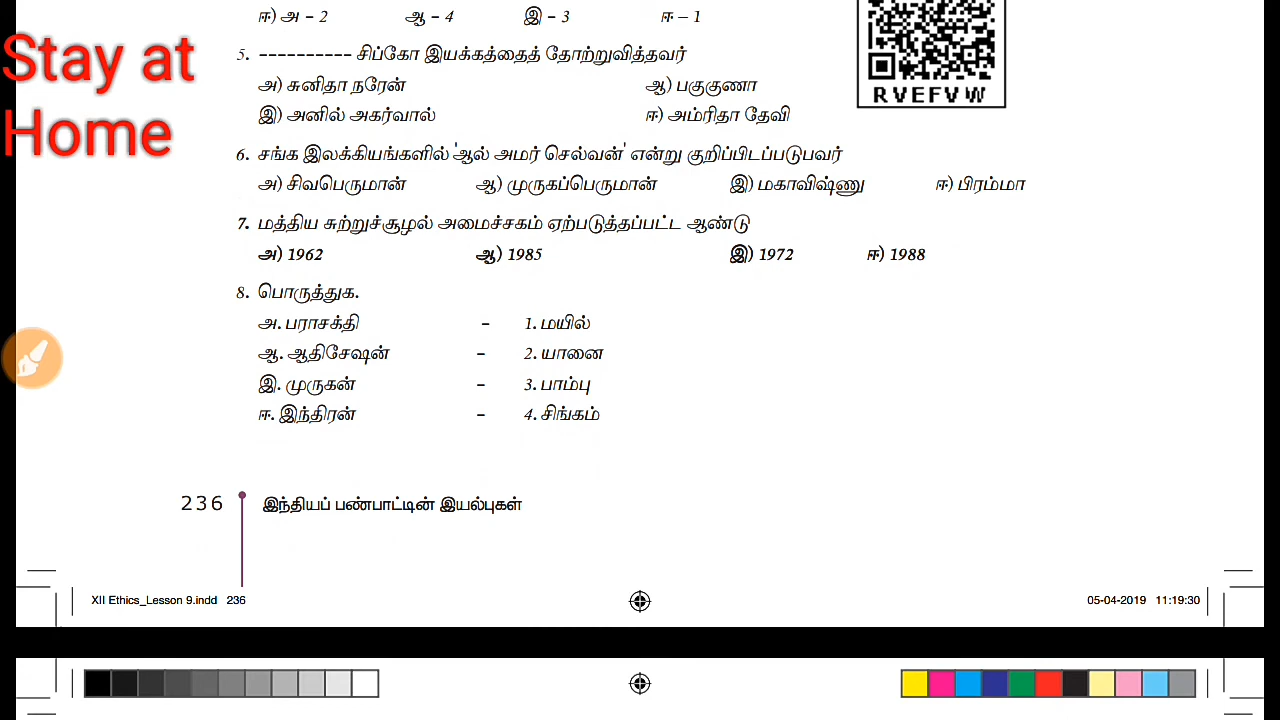 ஈ) அ – 2 ஆ – 4 இ – 3 ஈ – 1
Stay at
Home
5. ---------- சிப்கோ இயக்கத்தைத் தோற்றுவித்தவர்
அ) சுனிதா நரேன் ஆ) பகுகுணா
இ) அனில் அகர்வால் ஈ) அம்ரிதா தேவி
RVEFVW
6. சங்க இலக்கியங்களில் 'ஆல் அமர் செல்வன்' என்று குறிப்பிடப்படுபவர்
அ) சிவபெருமான் ஆ) முருகப்பெருமான் இ) மகாவிஷ்ணு ஈ) பிரம்மா
7. மத்திய சுற்றுச்சூழல் அமைச்சகம் ஏற்படுத்தப்பட்ட ஆண்டு
அ) 1962 ஆ) 1985 இ) 1972 ஈ) 1988
8. பொருத்துக.
அ. பராசக்தி – 1. மயில்
ஆ. ஆதிசேஷன் – 2. யானை
இ. முருகன் – 3. பாம்பு
ஈ. இந்திரன் – 4. சிங்கம்
236 இந்தியப் பண்பாட்டின் இயல்புகள்
XII Ethics_Lesson 9.indd 236 05-04-2019 11:19:30